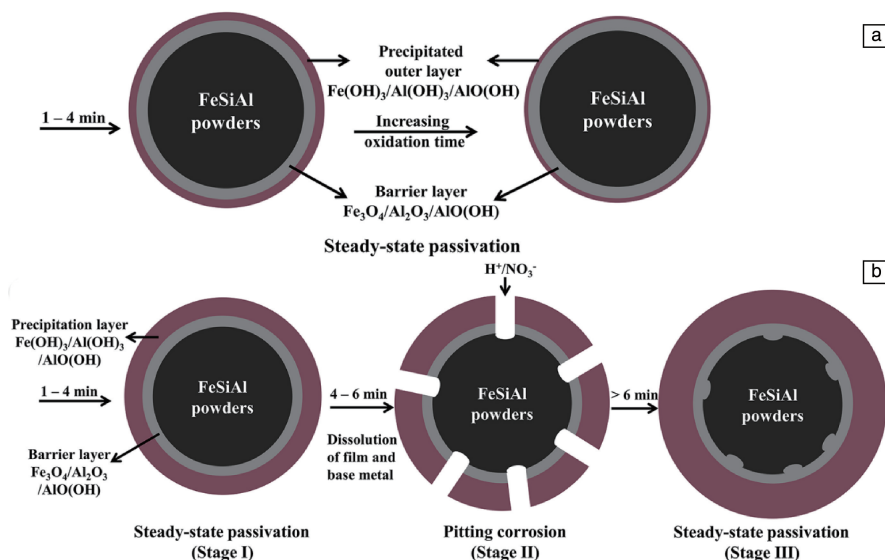 a
Precipitated
outer layer
Fe(OH)₃/Al(OH)₃/AlO(OH)
FeSiAl
powders
FeSiAl
powders
1 – 4 min
Increasing
oxidation time
Barrier layer
Fe₃O₄/Al₂O₃/AlO(OH)
Steady-state passivation
b
H⁺/NO₃⁻
Precipitation layer
Fe(OH)₃/Al(OH)₃
/AlO(OH)
FeSiAl
powders
FeSiAl
powders
FeSiAl
powders
1 – 4 min
4 – 6 min
> 6 min
Dissolution
of film and
base metal
Barrier layer
Fe₃O₄/Al₂O₃
/AlO(OH)
Steady-state passivation
(Stage I)
Pitting corrosion
(Stage II)
Steady-state passivation
(Stage III)